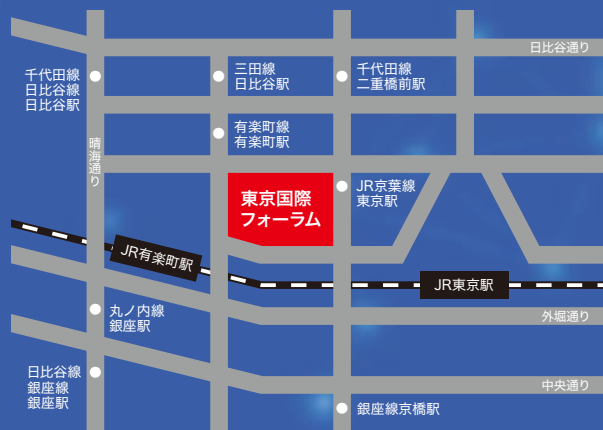 日比谷通り
千代田線
日比谷線
日比谷駅
三田線
日比谷駅
千代田線
二重橋前駅
有楽町線
有楽町駅
晴海通り
東京国際
フォーラム
JR京葉線
東京駅
JR有楽町駅
JR東京駅
丸ノ内線
銀座駅
外堀通り
日比谷線
銀座線
銀座駅
中央通り
銀座線京橋駅